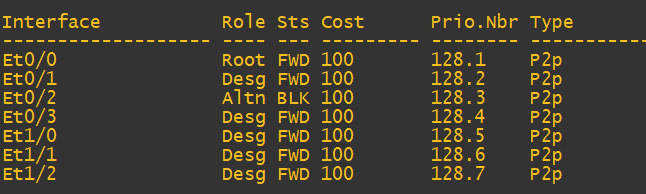 Interface           Role Sts Cost      Prio.Nbr Type
------------------- ---- --- --------- -------- -----------
Et0/0               Root FWD 100       128.1    P2p
Et0/1               Desg FWD 100       128.2    P2p
Et0/2               Altn BLK 100       128.3    P2p
Et0/3               Desg FWD 100       128.4    P2p
Et1/0               Desg FWD 100       128.5    P2p
Et1/1               Desg FWD 100       128.6    P2p
Et1/2               Desg FWD 100       128.7    P2p